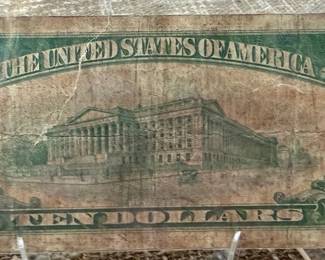 THE UNITED STATES OF AMERICA
TEN DOLLARS